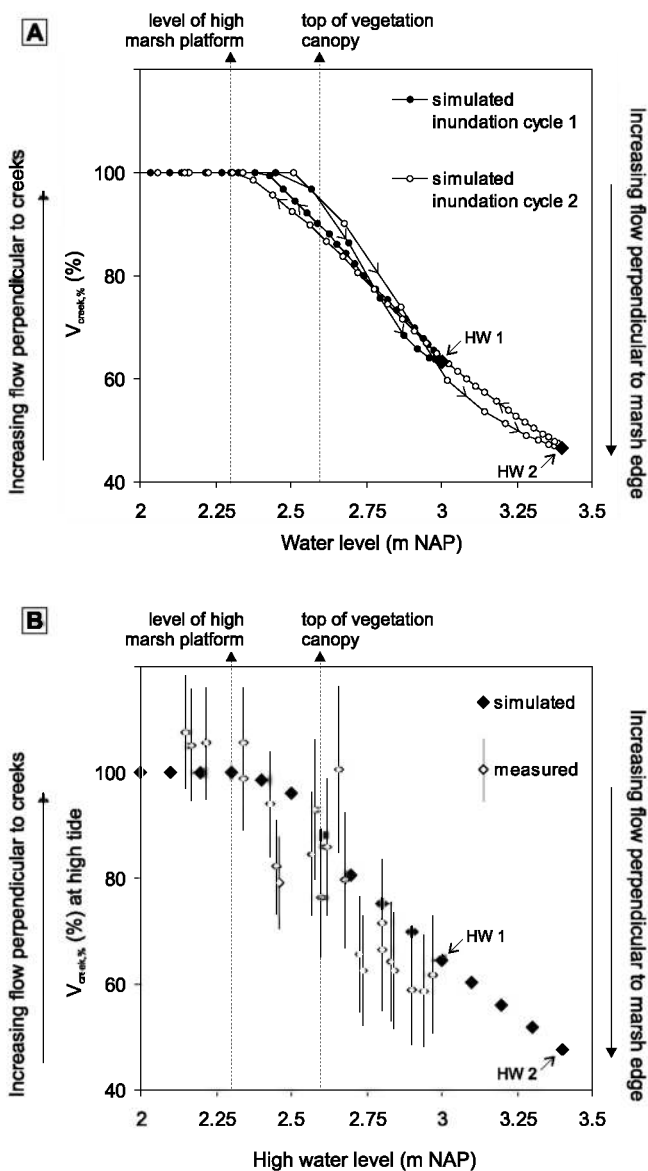 A
level of high
marsh platform
top of vegetation
canopy
simulated
inundation cycle 1
simulated
inundation cycle 2
Increasing flow perpendicular to creeks
Increasing flow perpendicular to marsh edge
V creek,% (%)
100
80
60
40
HW 1
HW 2
2 2.25 2.5 2.75 3 3.25 3.5
Water level (m NAP)
B
level of high
marsh platform
top of vegetation
canopy
simulated
measured
Increasing flow perpendicular to creeks
Increasing flow perpendicular to marsh edge
V creek,% (%) at high tide
100
80
60
40
HW 1
HW 2
2 2.25 2.5 2.75 3 3.25 3.5
High water level (m NAP)